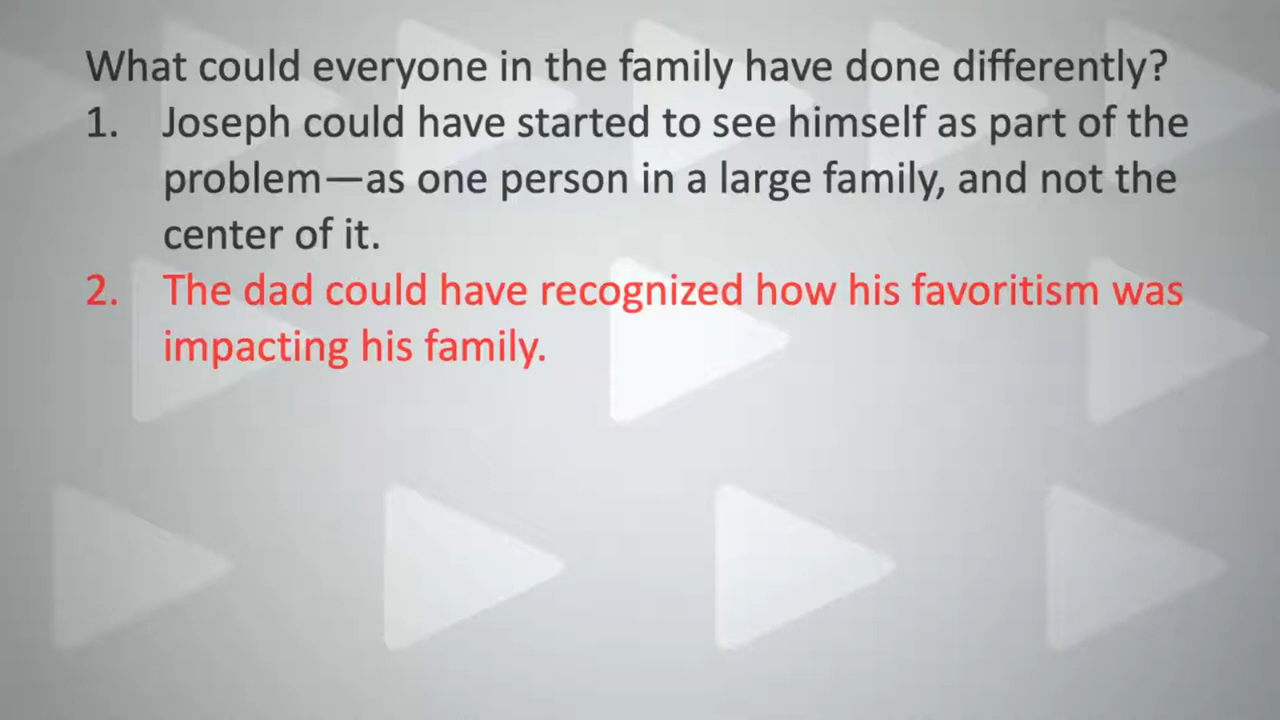 What could everyone in the family have done differently?
1. Joseph could have started to see himself as part of the
problem—as one person in a large family, and not the
center of it.
2. The dad could have recognized how his favoritism was
impacting his family.